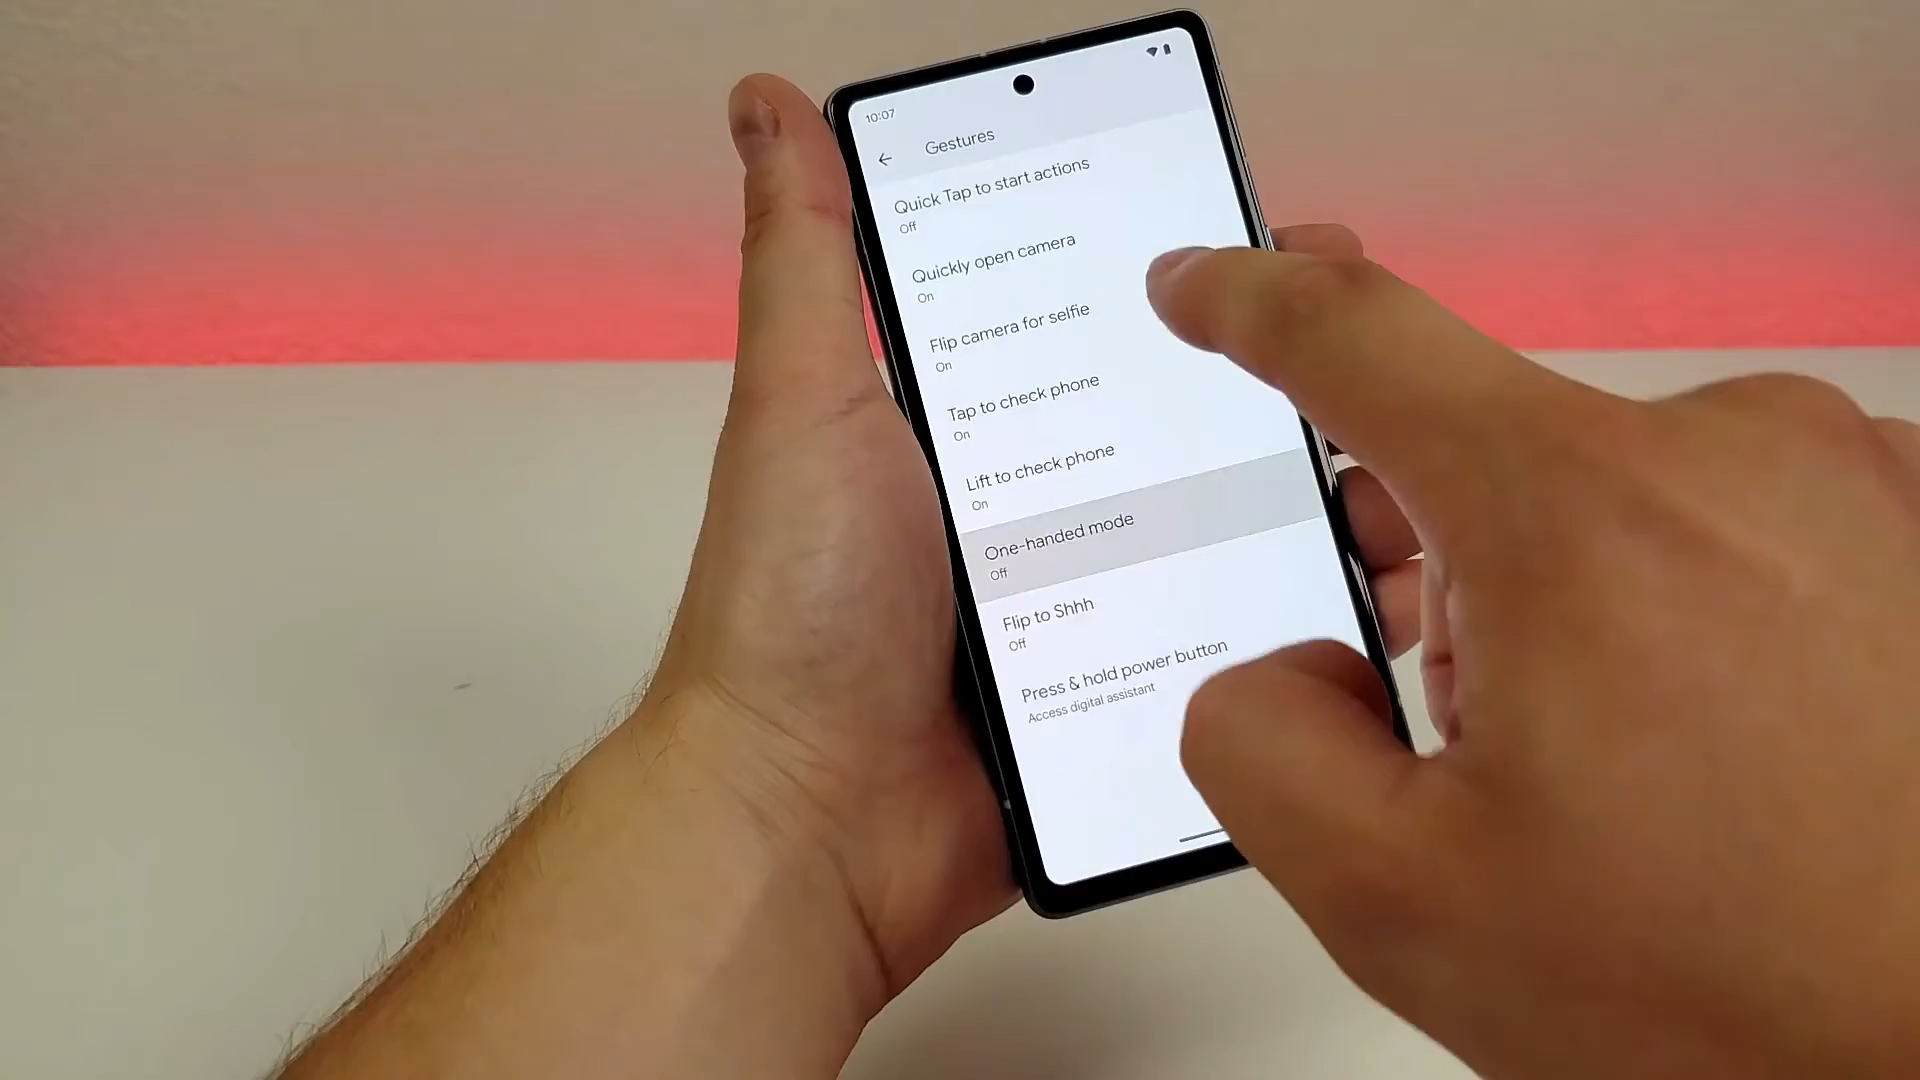 10:07
Gestures
Quick Tap to start actions
Off
Quickly open camera
On
Flip camera for selfie
On
Tap to check phone
On
Lift to check phone
On
One-handed mode
Off
Flip to Shhh
Off
Press & hold power button
Access digital assistant